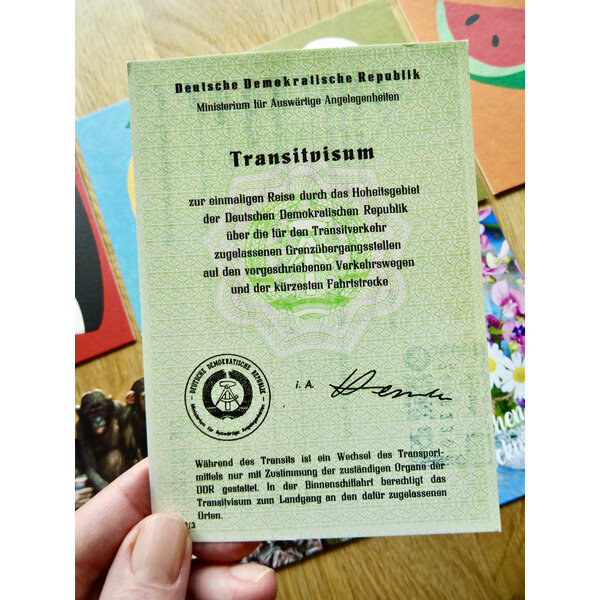 Deutsche Demokratische Republik
Ministerium für Auswärtige Angelegenheiten
Transitvisum
zur einmaligen Reise durch das Hoheitsgebiet
der Deutschen Demokratischen Republik
über die für den Transitverkehr
zugelassenen Grenzübergangsstellen
auf den vorgeschriebenen Verkehrswegen
und der kürzesten Fahrtstrecke
DEUTSCHE DEMOKRATISCHE REPUBLIK
Ministerium für Auswärtige Angelegenheiten
i. A.
Während des Transits ist ein Wechsel des Transport-
mittels nur mit Zustimmung der zuständigen Organe der
DDR gestattet. In der Binnenschiffahrt berechtigt das
Transitvisum zum Landgang an den dafür zugelassenen
Orten.